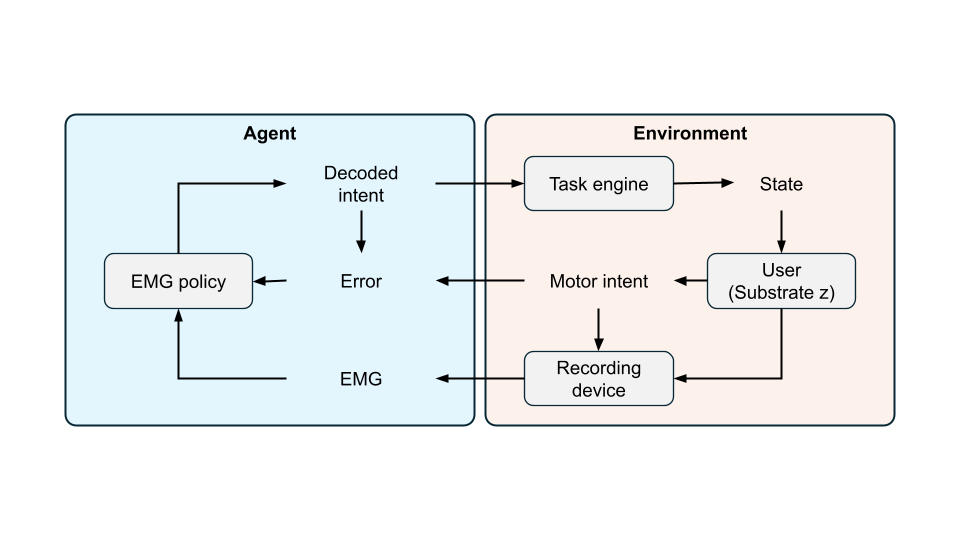 Agent
Environment
Decoded
intent
Task engine
State
EMG policy
Error
Motor intent
User
(Substrate z)
EMG
Recording
device